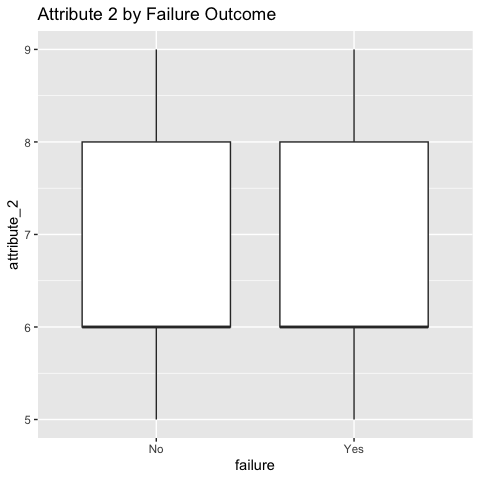 Attribute 2 by Failure Outcome
attribute_2
9
8
7
6
5
No
Yes
failure